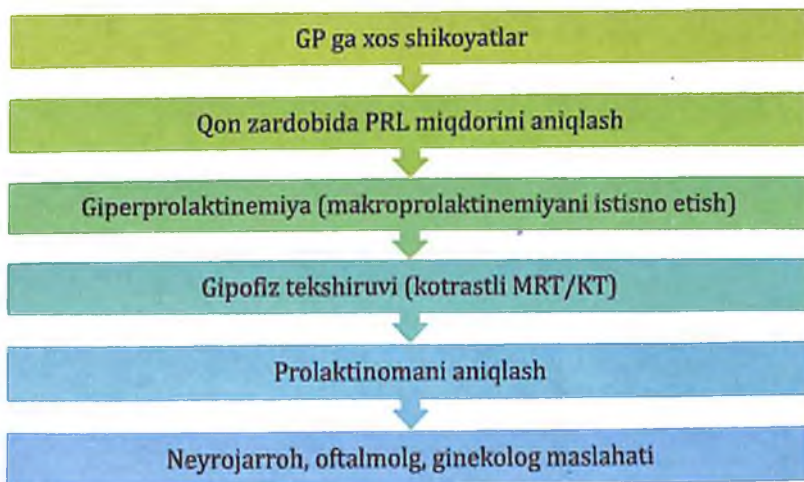 GP ga xos shikoyatlar
Qon zardobida PRL miqdorini aniqlash
Giperprolaktinemiya (makroprolaktinemiyani istisno etish)
Gipofiz tekshiruvi (kotrastli MRT/KT)
Prolaktinomani aniqlash
Neyrojarroh, oftalmolg, ginekolog maslahati